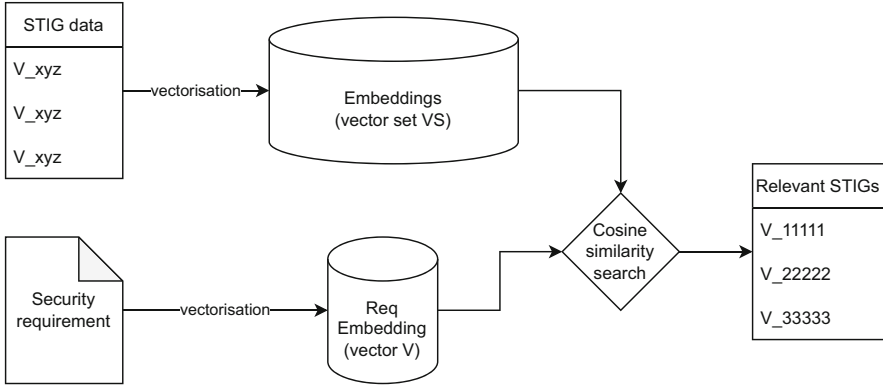 STIG data
V_xyz
V_xyz
V_xyz
vectorisation
Embeddings
(vector set VS)
Security
requirement
vectorisation
Req
Embedding
(vector V)
Cosine
similarity
search
Relevant STIGs
V_11111
V_22222
V_33333